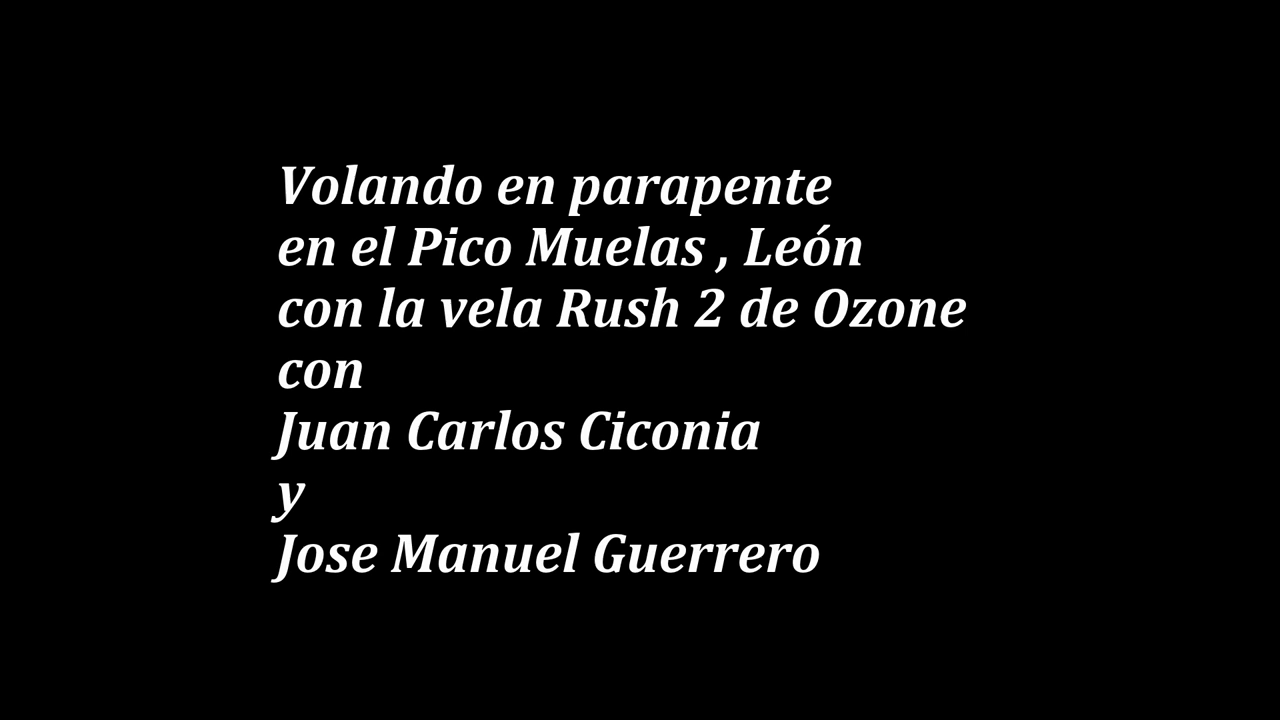 Volando en parapente
en el Pico Muelas , León
con la vela Rush 2 de Ozone
con
Juan Carlos Ciconia
y
Jose Manuel Guerrero